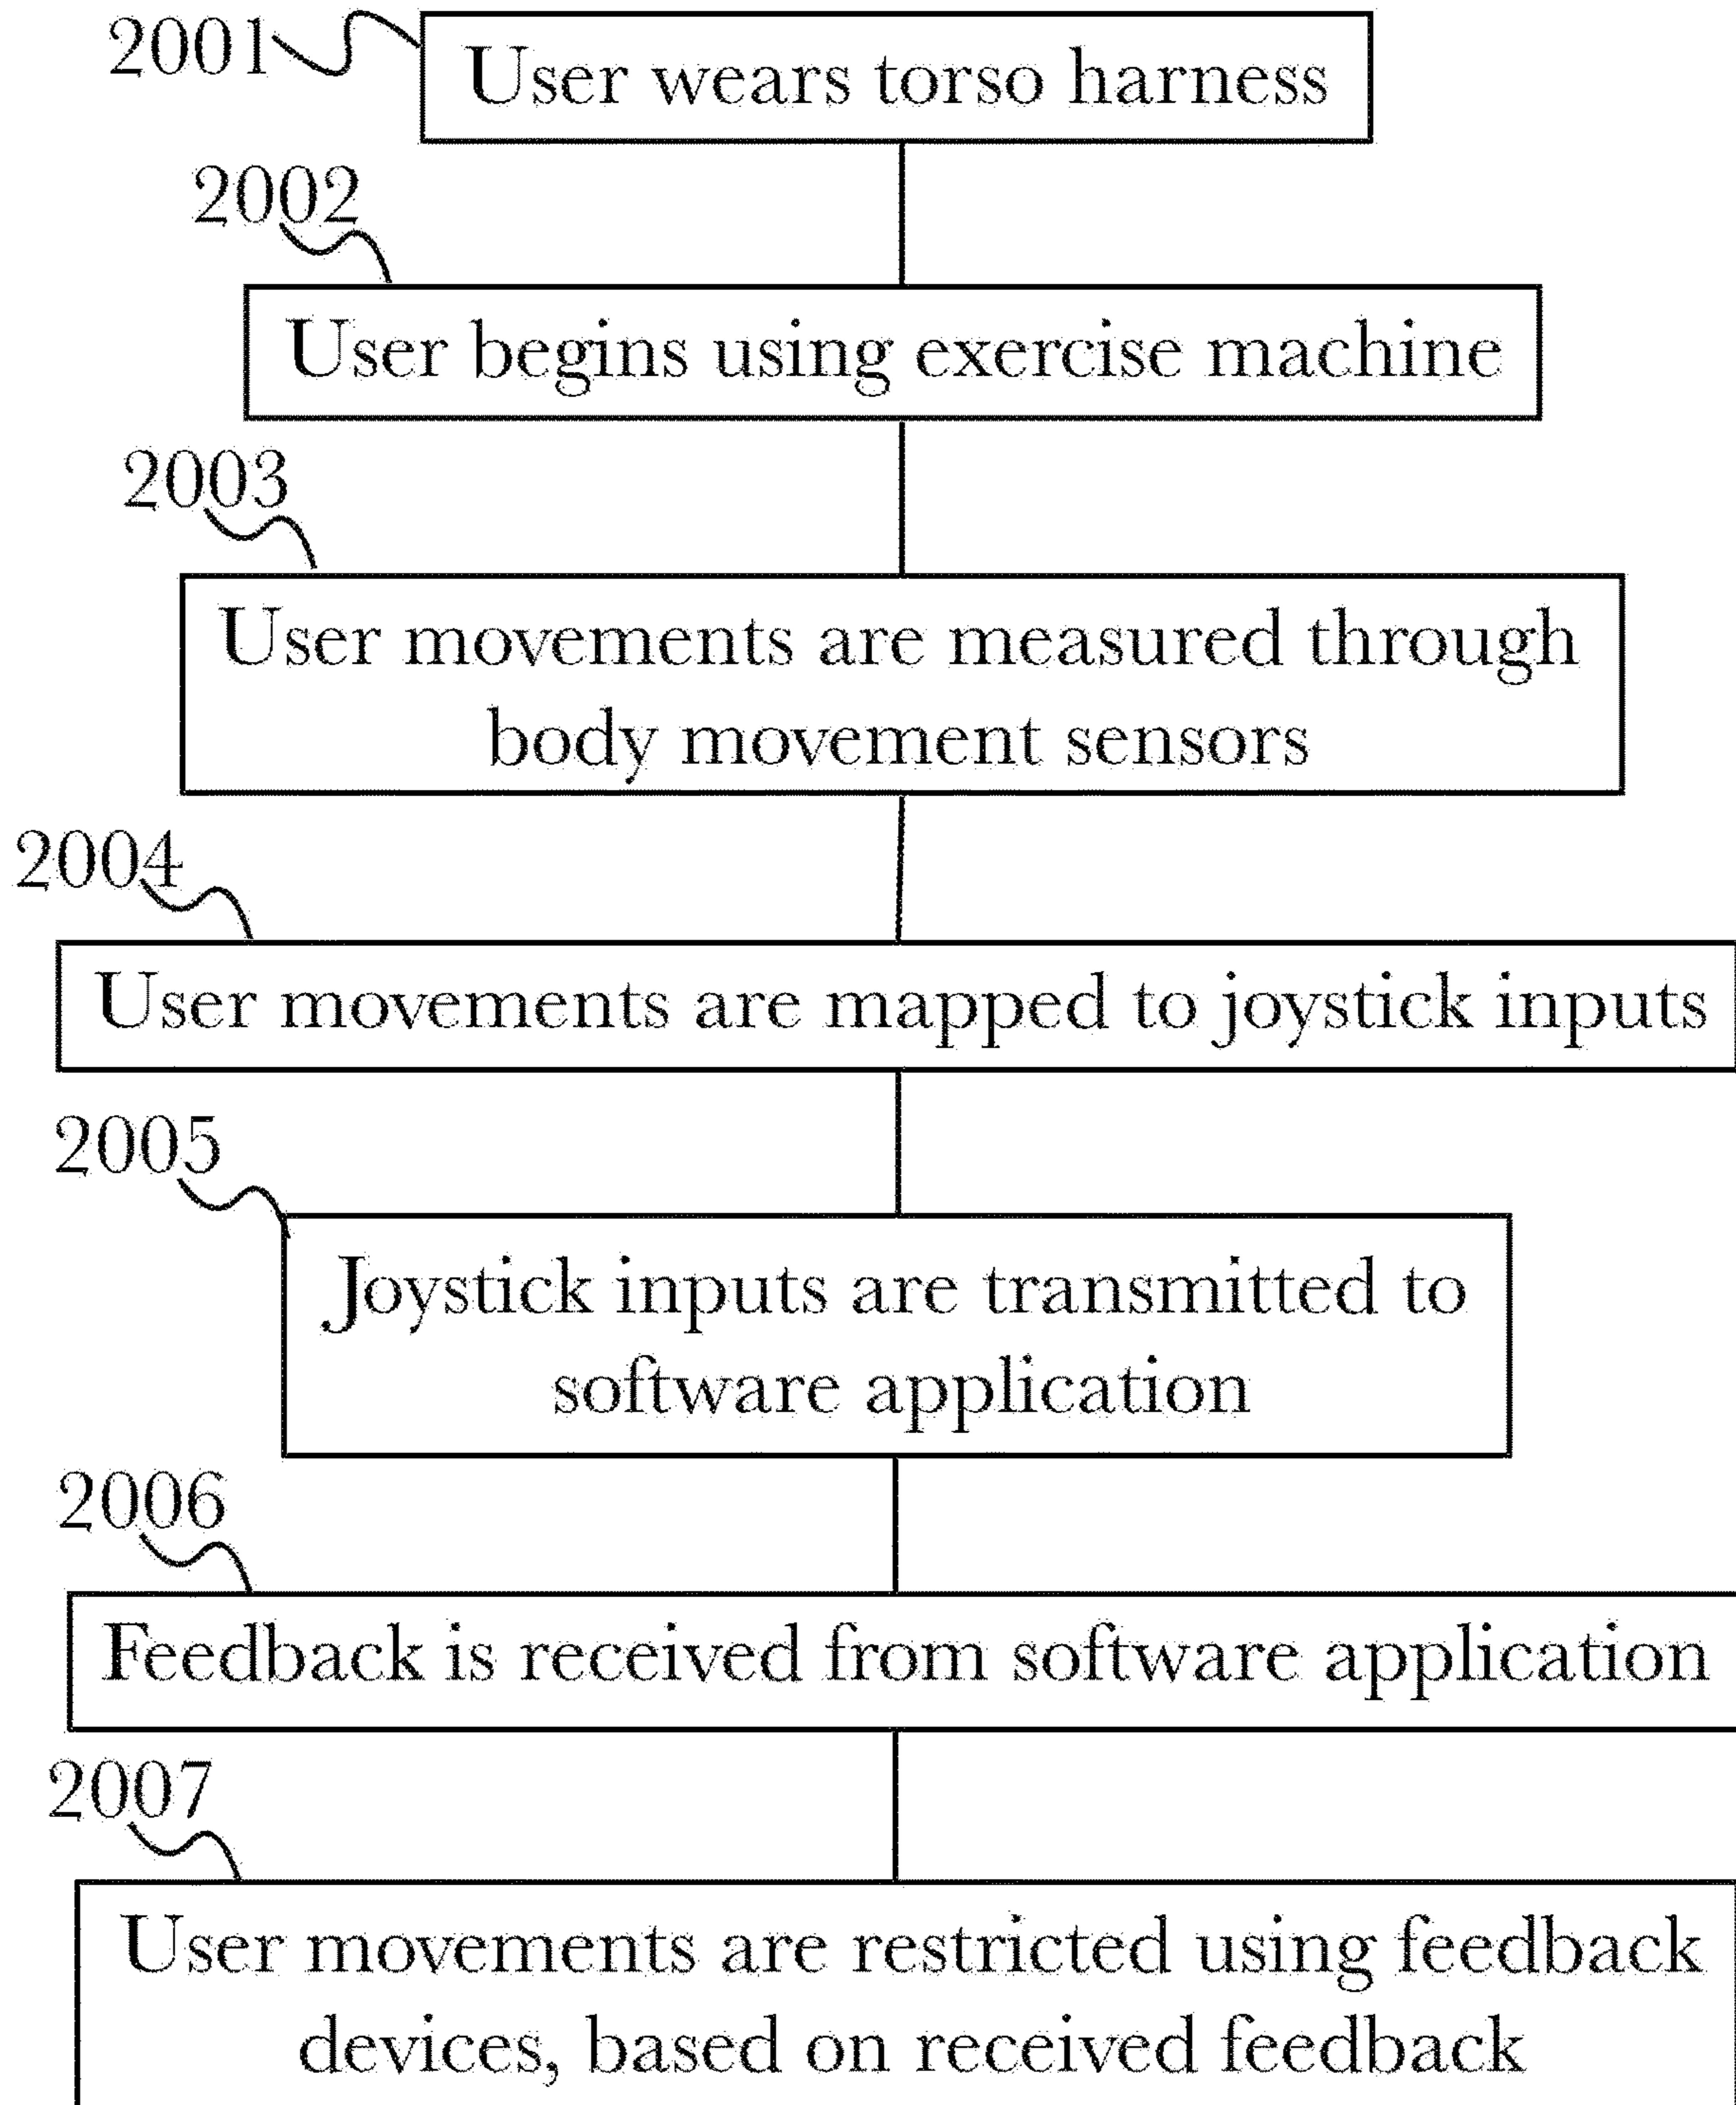 2001
User wears torso harness
2002
User begins using exercise machine
2003
User movements are measured through
body movement sensors
2004
User movements are mapped to joystick inputs
2005
Joystick inputs are transmitted to
software application
2006
Feedback is received from software application
2007
User movements are restricted using feedback
devices, based on received feedback